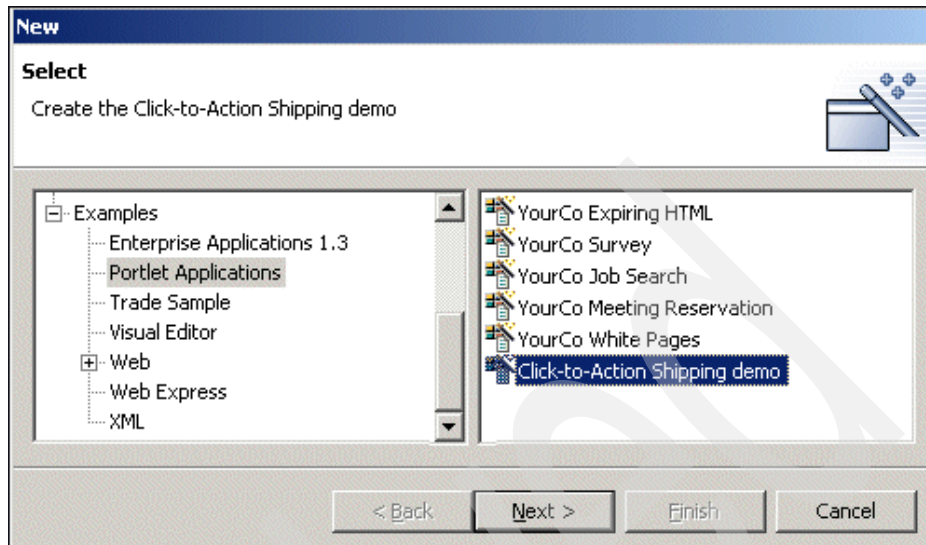 New
Select
Create the Click-to-Action Shipping demo
Examples
Enterprise Applications 1.3
Portlet Applications
Trade Sample
Visual Editor
Web
Web Express
XML
YourCo Expiring HTML
YourCo Survey
YourCo Job Search
YourCo Meeting Reservation
YourCo White Pages
Click-to-Action Shipping demo
< Back
Next >
Finish
Cancel